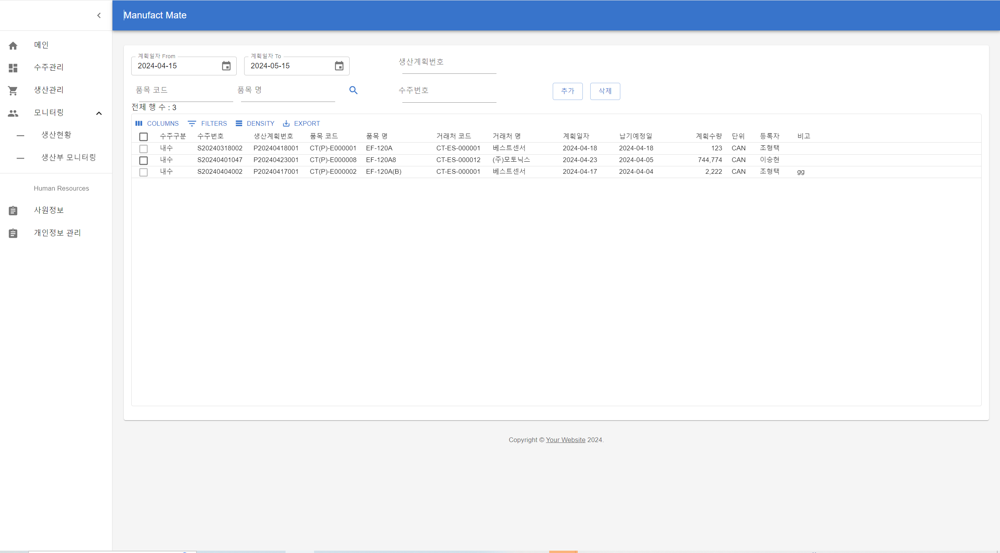 Manufact Mate
메인
수주관리
생산관리
모니터링
생산현황
생산부 모니터링
Human Resources
사원정보
개인정보 관리
계획일자 From
2024-04-15
계획일자 To
2024-05-15
생산계획번호
품목 코드
품목 명
수주번호
추가
삭제
전체 행 수 : 3
COLUMNS FILTERS DENSITY EXPORT
수주구분 수주번호 생산계획번호 품목 코드 품목 명 거래처 코드 거래처 명 계획일자 납기예정일 계획수량 단위 등록자 비고
내수 S20240318002 P20240418001 CT(P)-E000001 EF-120A CT-ES-000001 베스트센서 2024-04-18 2024-04-18 123 CAN 조형택
내수 S20240401047 P20240423001 CT(P)-E000008 EF-120A8 CT-ES-000012 (주)모토닉스 2024-04-23 2024-04-05 744,774 CAN 이승현
내수 S20240404002 P20240417001 CT(P)-E000002 EF-120A(B) CT-ES-000001 베스트센서 2024-04-17 2024-04-04 2,222 CAN 조형택 gg
Copyright © Your Website 2024.